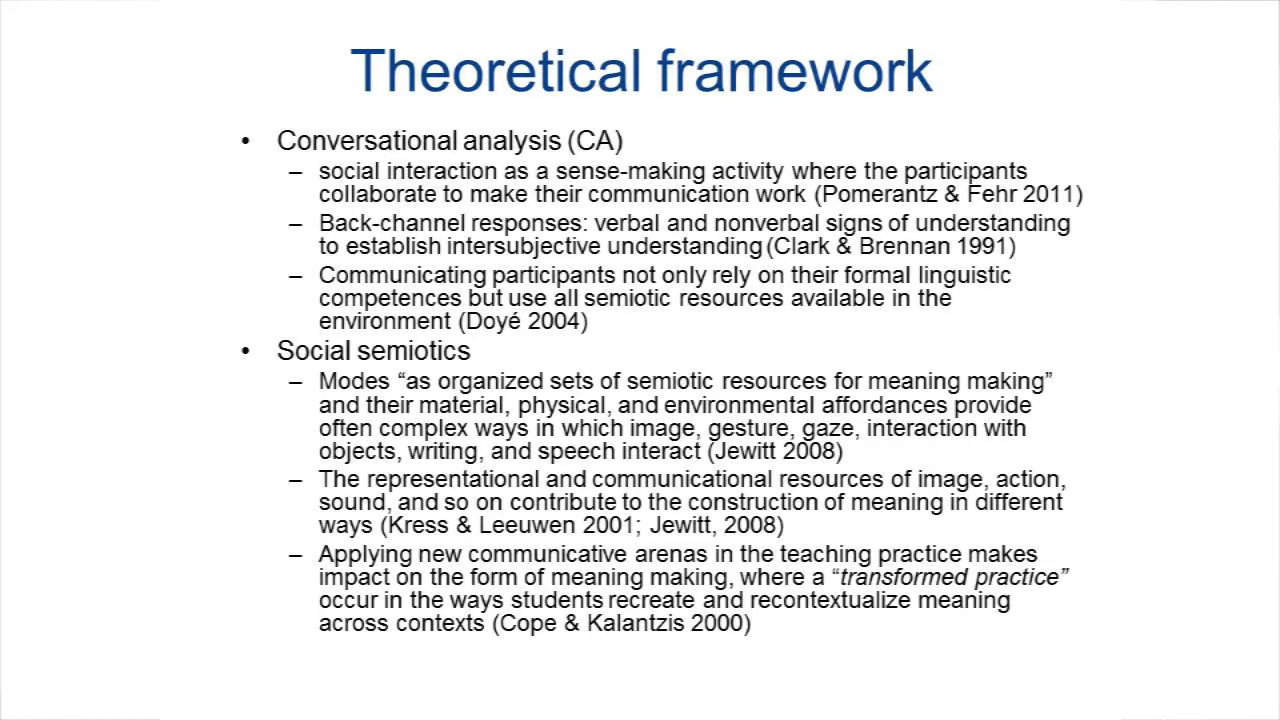 Theoretical framework
• Conversational analysis (CA)
– social interaction as a sense-making activity where the participants
collaborate to make their communication work (Pomerantz & Fehr 2011)
– Back-channel responses: verbal and nonverbal signs of understanding
to establish intersubjective understanding (Clark & Brennan 1991)
– Communicating participants not only rely on their formal linguistic
competences but use all semiotic resources available in the
environment (Doyé 2004)
• Social semiotics
– Modes “as organized sets of semiotic resources for meaning making”
and their material, physical, and environmental affordances provide
often complex ways in which image, gesture, gaze, interaction with
objects, writing, and speech interact (Jewitt 2008)
– The representational and communicational resources of image, action,
sound, and so on contribute to the construction of meaning in different
ways (Kress & Leeuwen 2001; Jewitt, 2008)
– Applying new communicative arenas in the teaching practice makes
impact on the form of meaning making, where a “transformed practice”
occur in the ways students recreate and recontextualize meaning
across contexts (Cope & Kalantzis 2000)